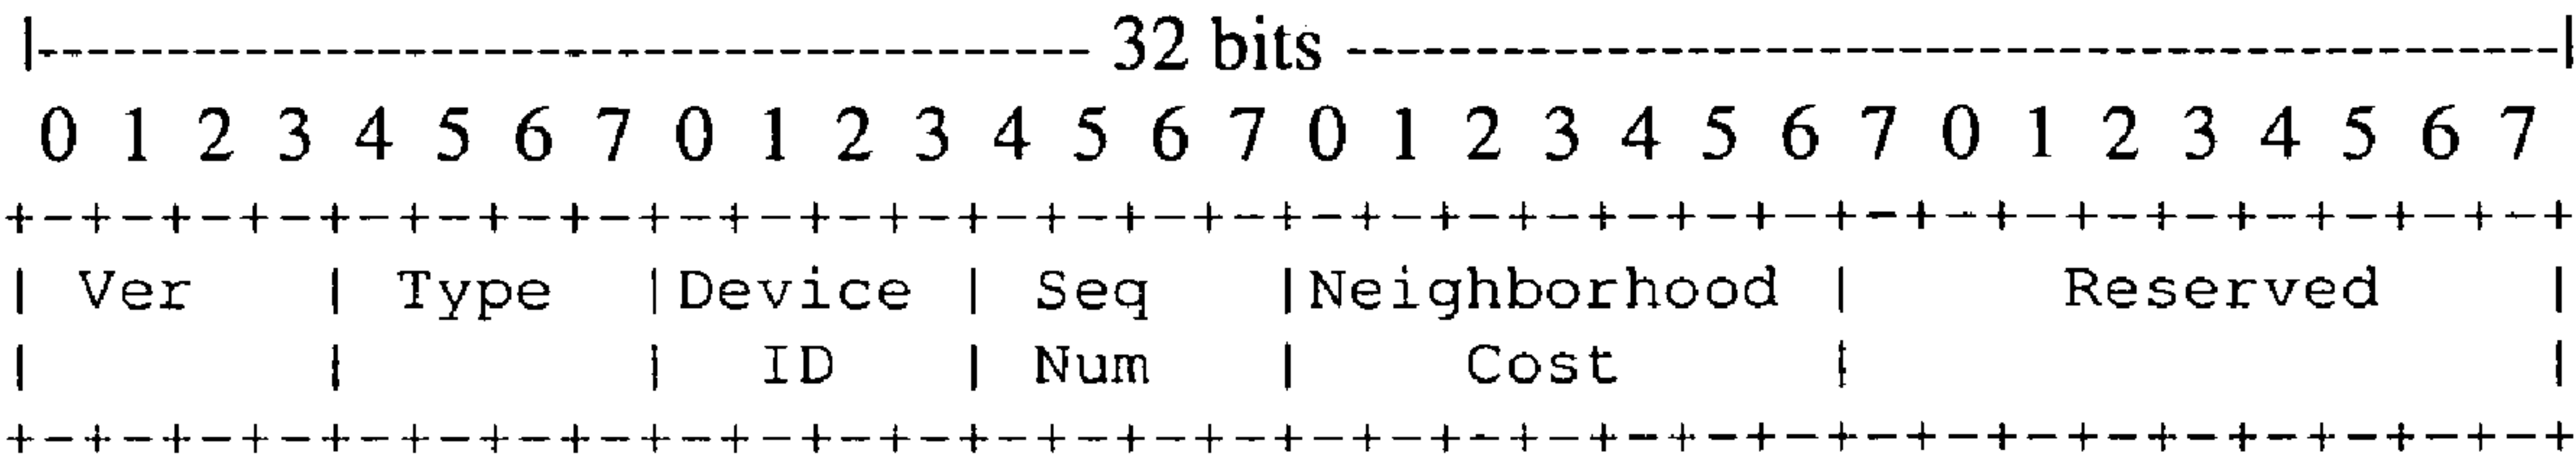 |--------------------------------------- 32 bits --------------------------------------------|
0 1 2 3 4 5 6 7 0 1 2 3 4 5 6 7 0 1 2 3 4 5 6 7 0 1 2 3 4 5 6 7
+-+-+-+-+-+-+-+-+-+-+-+-+-+-+-+-+-+-+-+-+-+-+-+-+-+-+-+-+-+-+-+-+
| Ver | Type |Device | Seq |Neighborhood | Reserved |
| | | ID | Num | Cost | |
+-+-+-+-+-+-+-+-+-+-+-+-+-+-+-+-+-+-+-+-+-+-+-+-+-+-+-+-+-+-+-+-+